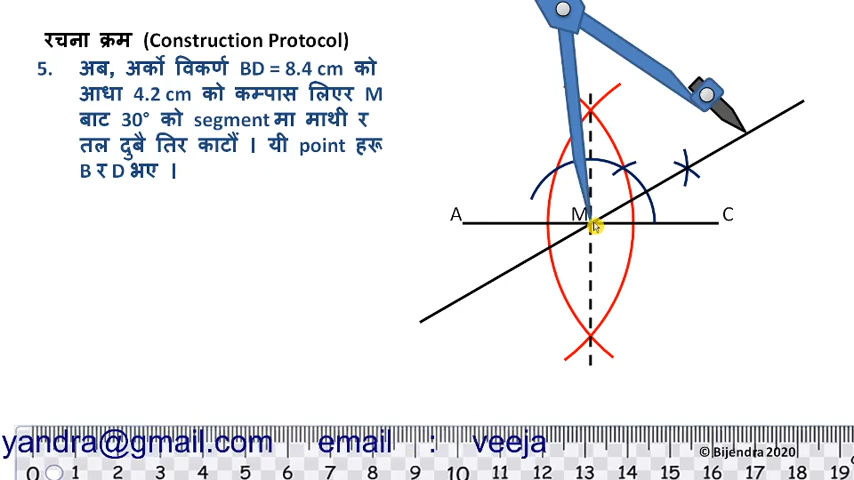 रचना क्रम (Construction Protocol)
5. अब, अर्को विकर्ण BD = 8.4 cm को
आधा 4.2 cm को कम्पास लिएर M
बाट 30° को segment मा माथी र
तल दुबै तिर काटौं । यी point हरू
B र D भए ।
A M C
yandra@gmail.com email : veeja
© Bijendra 2020
0 1 2 3 4 5 6 7 8 9 10 11 12 13 14 15 16 17 18 19